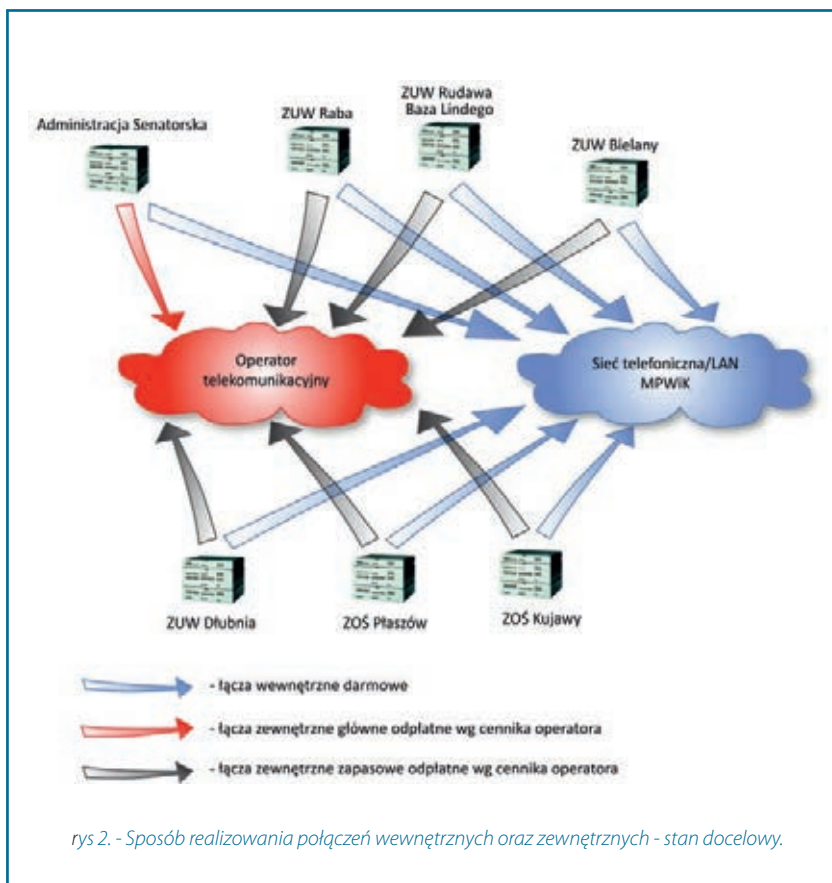 ZUW Rudawa
Baza Lindego
ZUW Raba
Administracja Senatorska
ZUW Bielany
Operator
telekomunikacyjny
Sieć telefoniczna/LAN
MPWiK
ZUW Dłubnia
ZOŚ Płaszów
ZOŚ Kujawy
- łącza wewnętrzne darmowe
- łącza zewnętrzne główne odpłatne wg cennika operatora
- łącza zewnętrzne zapasowe odpłatne wg cennika operatora
rys 2. - Sposób realizowania połączeń wewnętrznych oraz zewnętrznych - stan docelowy.